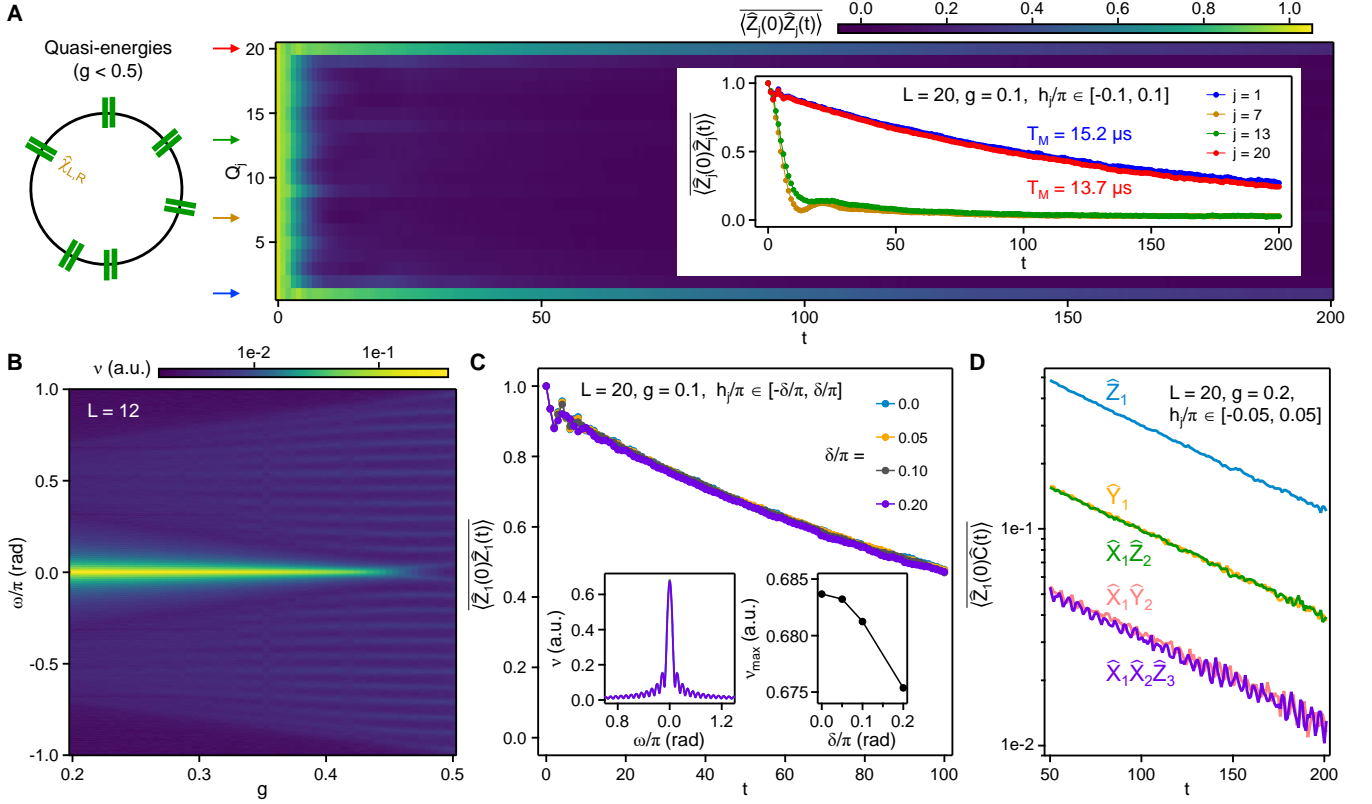 A
Quasi-energies
(g < 0.5)
χ̂L,R
⟨Ẑj(0)Ẑj(t)⟩
0.0 0.2 0.4 0.6 0.8 1.0
Qj
20
15
10
5
0 50 100 150 200
t
⟨Ẑj(0)Ẑj(t)⟩
1.0
0.5
0.0
L = 20, g = 0.1, hj/π ∈ [-0.1, 0.1]
TM = 15.2 μs
TM = 13.7 μs
j = 1
j = 7
j = 13
j = 20
0 50 100 150 200
t
B
ν (a.u.)
1e-2 1e-1
L = 12
ω/π (rad)
1.0
0.5
0.0
-0.5
-1.0
0.2 0.3 0.4 0.5
g
C
⟨Ẑ1(0)Ẑ1(t)⟩
1.0
0.8
0.6
0.4
0.2
0.0
L = 20, g = 0.1, hj/π ∈ [-δ/π, δ/π]
δ/π =
0.0
0.05
0.10
0.20
ν (a.u.)
0.6
0.4
0.2
0.0
0.8 0.0 1.2
ω/π (rad)
νmax (a.u.)
0.685
0.680
0.675
0.0 0.1 0.2
δ/π (rad)
0 20 40 60 80 100
t
D
⟨Ẑ1(0)Ĉ(t)⟩
1e-1
1e-2
L = 20, g = 0.2,
hj/π ∈ [-0.05, 0.05]
Ẑ1
Ŷ1
X̂1Ẑ2
X̂1Ŷ2
X̂1X̂2Ẑ3
50 100 150 200
t